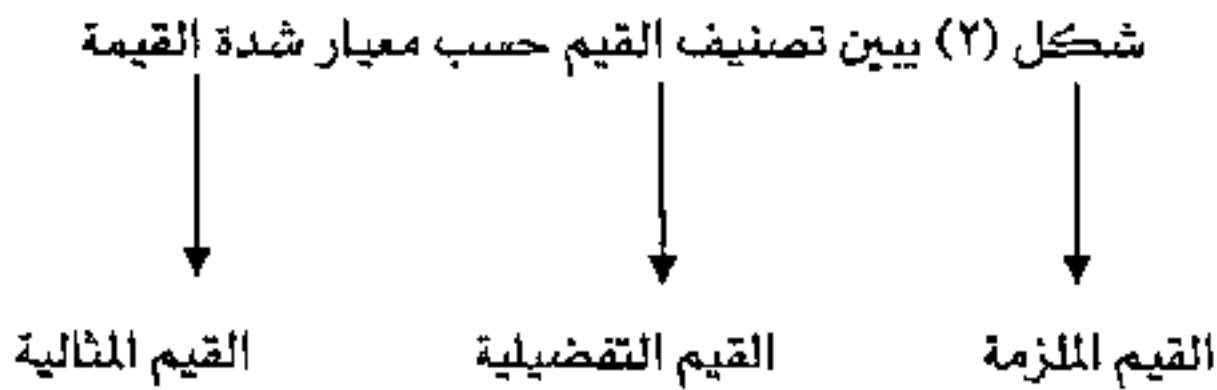 شكل (٢) يبين تصنيف القيم حسب معيار شدة القيمة
القيم الملزمة القيم التفضيلية القيم المثالية